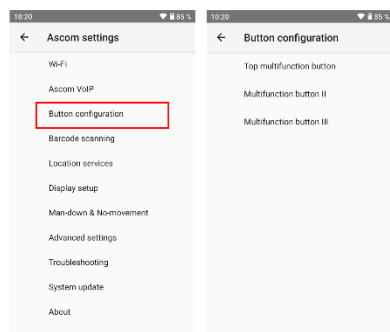 10:20
85 %
Ascom settings
Wi-Fi
Ascom VoIP
Button configuration
Barcode scanning
Location services
Display setup
Man-down & No-movement
Advanced settings
Troubleshooting
System update
About
10:20
85 %
Button configuration
Top multifunction button
Multifunction button II
Multifunction button III